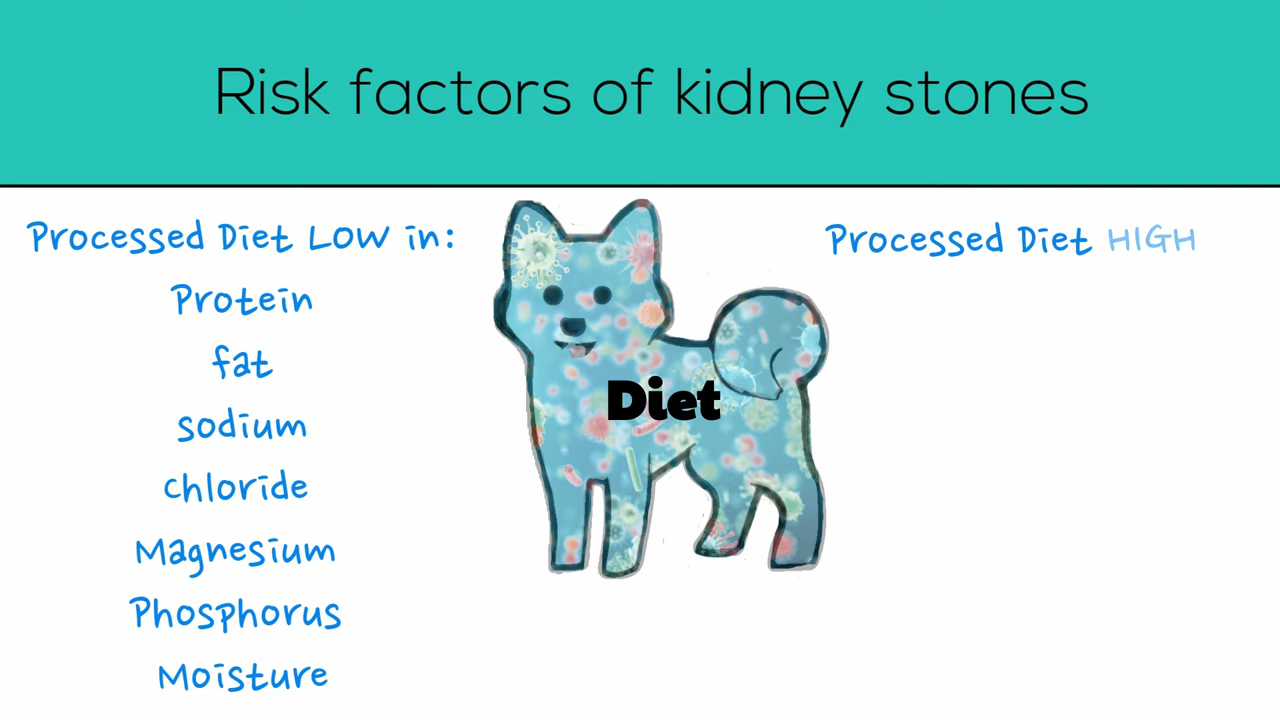 Risk factors of kidney stones
Processed Diet LOW in:
Protein
fat
sodium
chloride
Magnesium
Phosphorus
Moisture
Diet
Processed Diet HIGH